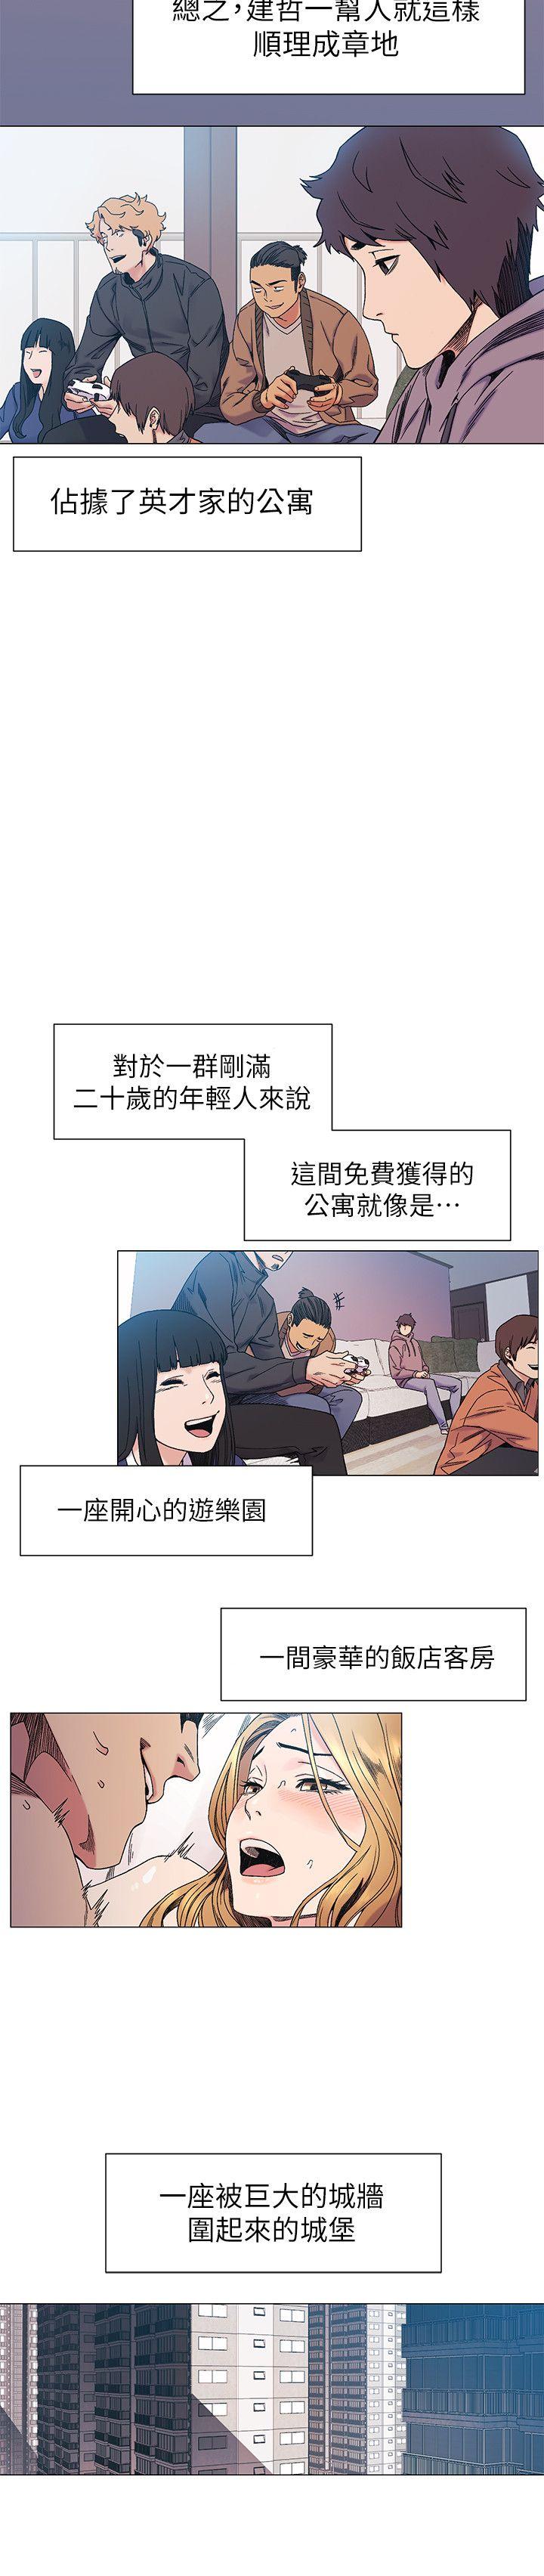 總之,建哲一幫人就這樣
順理成章地
佔據了英才家的公寓
對於一群剛滿
二十歲的年輕人來說
這間免費獲得的
公寓就像是…
一座開心的遊樂園
一間豪華的飯店客房
一座被巨大的城牆
圍起來的城堡